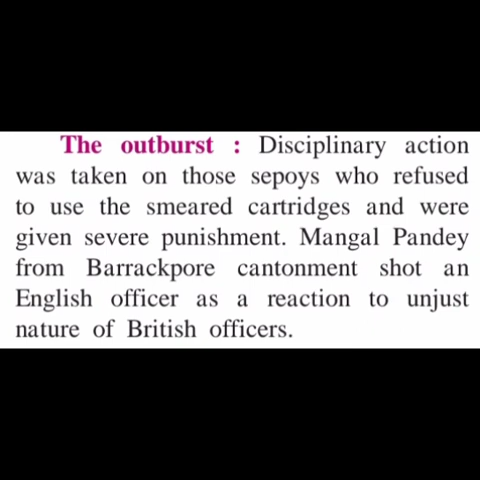 The outburst : Disciplinary action
was taken on those sepoys who refused
to use the smeared cartridges and were
given severe punishment. Mangal Pandey
from Barrackpore cantonment shot an
English officer as a reaction to unjust
nature of British officers.